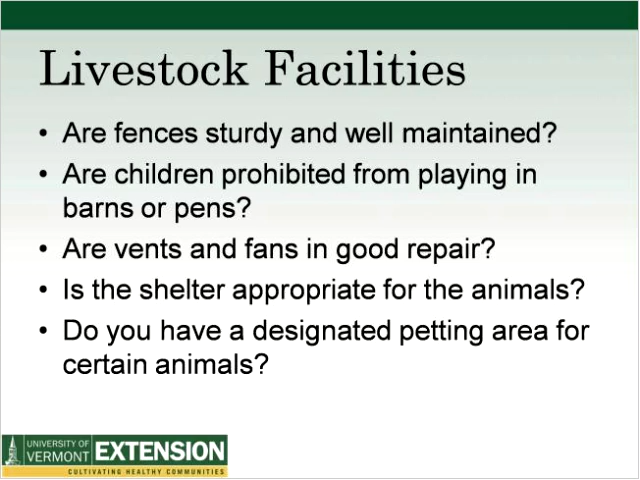 Livestock Facilities
• Are fences sturdy and well maintained?
• Are children prohibited from playing in
barns or pens?
• Are vents and fans in good repair?
• Is the shelter appropriate for the animals?
• Do you have a designated petting area for
certain animals?
UNIVERSITY OF
VERMONT
EXTENSION
CULTIVATING HEALTHY COMMUNITIES